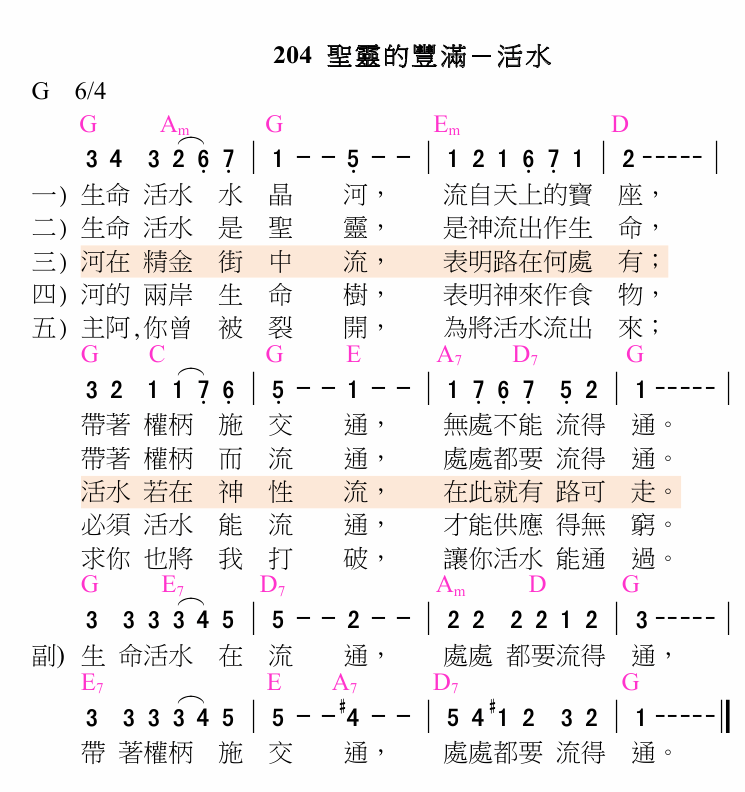 204 聖靈的豐滿－活水
G 6/4
G Am G Em D
3 4 3 2 6̣ 7̣ | 1 – – 5̣ – – | 1 2 1 6̣ 7̣ 1 | 2 ----- |
一) 生命 活水 水 晶 河， 流自天上的寶 座，
二) 生命 活水 是 聖 靈， 是神流出作生 命，
三) 河在 精金 街 中 流， 表明路在何處 有；
四) 河的 兩岸 生 命 樹， 表明神來作食 物，
五) 主阿,你曾 被 裂 開， 為將活水流出 來；
G C G E A7 D7 G
3 2 1 1 7̣ 6̣ | 5̣ – – 1 – – | 1 7̣ 6̣ 7̣ 5̣ 2 | 1 ----- |
帶著 權柄 施 交 通， 無處不能 流得 通。
帶著 權柄 而 流 通， 處處都要 流得 通。
活水 若在 神 性 流， 在此就有 路可 走。
必須 活水 能 流 通， 才能供應 得無 窮。
求你 也將 我 打 破， 讓你活水 能通 過。
G E7 D7 Am D G
3 3 3 3 4 5 | 5 – – 2 – – | 2 2 2 2 1 2 | 3 ----- |
副) 生 命活水 在 流 通， 處處 都要流得 通，
E7 E A7 D7 G
3 3 3 3 4 5 | 5 – – #4 – – | 5 4 #1 2 3 2 | 1 ----- ||
帶 著權柄 施 交 通， 處處都要 流得 通。